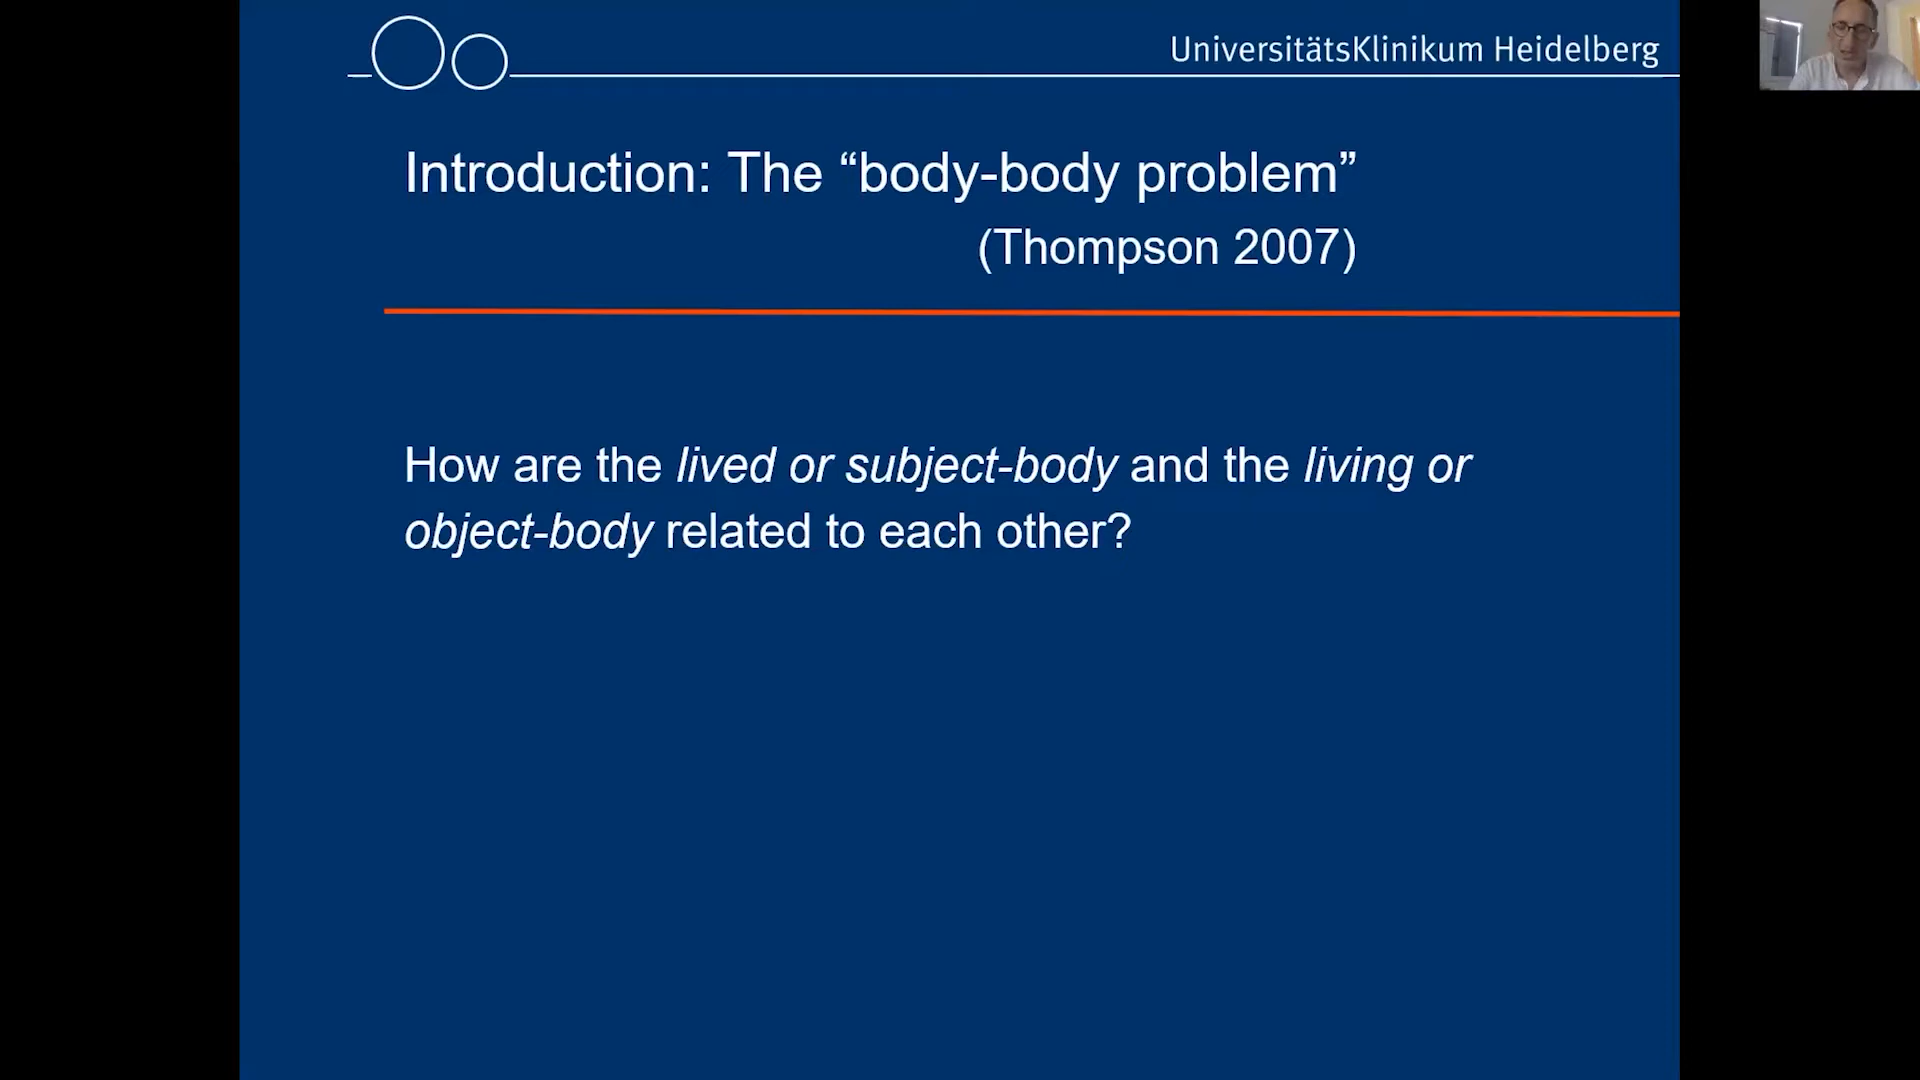 UniversitätsKlinikum Heidelberg
Introduction: The “body-body problem”
(Thompson 2007)
How are the lived or subject-body and the living or
object-body related to each other?